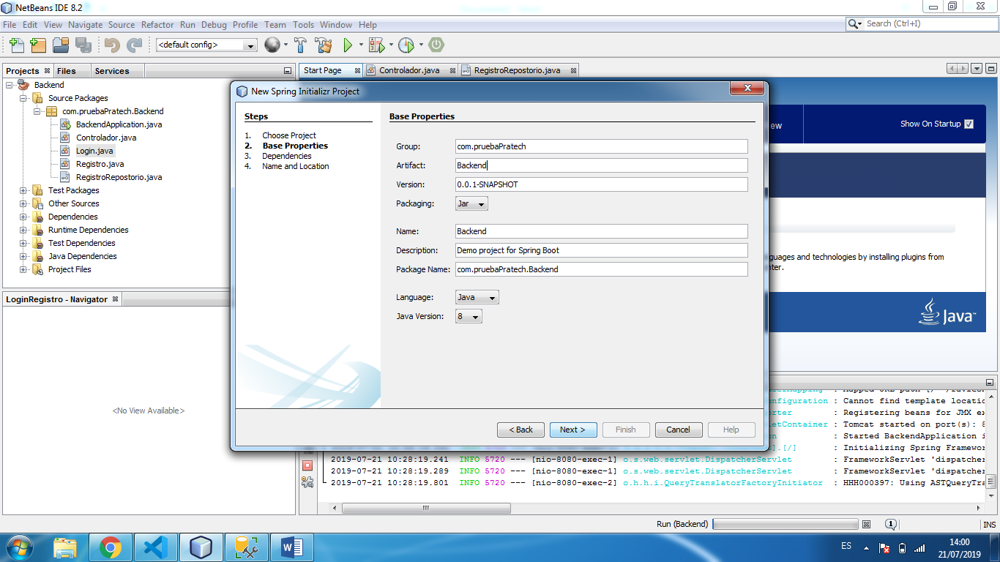 NetBeans IDE 8.2
File Edit View Navigate Source Refactor Run Debug Profile Team Tools Window Help
Search (Ctrl+I)
<default config>
Projects Files Services
Start Page Controlador.java RegistroRepostorio.java
Backend
Source Packages
com.pruebaPratech.Backend
BackendApplication.java
Controlador.java
Login.java
Registro.java
RegistroRepostorio.java
Test Packages
Other Sources
Dependencies
Runtime Dependencies
Test Dependencies
Java Dependencies
Project Files
LoginRegistro - Navigator
<No View Available>
New Spring Initializr Project
Steps
1. Choose Project
2. Base Properties
3. Dependencies
4. Name and Location
Base Properties
Group: com.pruebaPratech
Artifact: Backend
Version: 0.0.1-SNAPSHOT
Packaging: Jar
Name: Backend
Description: Demo project for Spring Boot
Package Name: com.pruebaPratech.Backend
Language: Java
Java Version: 8
< Back Next > Finish Cancel Help
ew
Show On Startup
guages and technologies by installing plugins from
nter.
Java
onfiguration : Cannot find template locatio
orter : Registering beans for JMX ex
letContainer : Tomcat started on port(s): 8
on : Started BackendApplication i
].[/] : Initializing Spring Framewor
2019-07-21 10:28:19.241 INFO 5720 --- [nio-8080-exec-1] o.s.web.servlet.DispatcherServlet : FrameworkServlet 'dispatche
2019-07-21 10:28:19.289 INFO 5720 --- [nio-8080-exec-1] o.s.web.servlet.DispatcherServlet : FrameworkServlet 'dispatche
2019-07-21 10:28:19.801 INFO 5720 --- [nio-8080-exec-2] o.h.h.i.QueryTranslatorFactoryInitiator : HHH000397: Using ASTQueryTra
Run (Backend)
1
INS
ES
14:00
21/07/2019